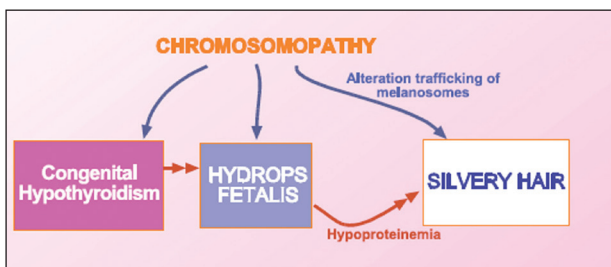 CHROMOSOMOPATHY
Alteration trafficking of
melanosomes
Congenital
Hypothyroidism
HYDROPS
FETALIS
SILVERY HAIR
Hypoproteinemia